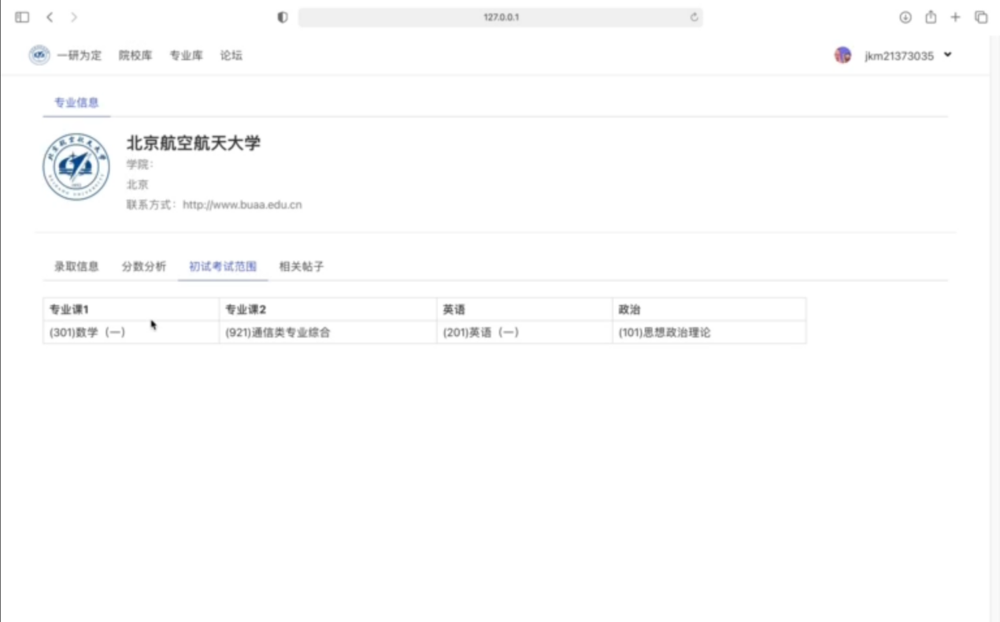 127.0.0.1
一研为定 院校库 专业库 论坛 jkm21373035
专业信息
北京航空航天大学
学院：
北京
联系方式：http://www.buaa.edu.cn
录取信息 分数分析 初试考试范围 相关帖子
专业课1 专业课2 英语 政治
(301)数学（一） (921)通信类专业综合 (201)英语（一） (101)思想政治理论